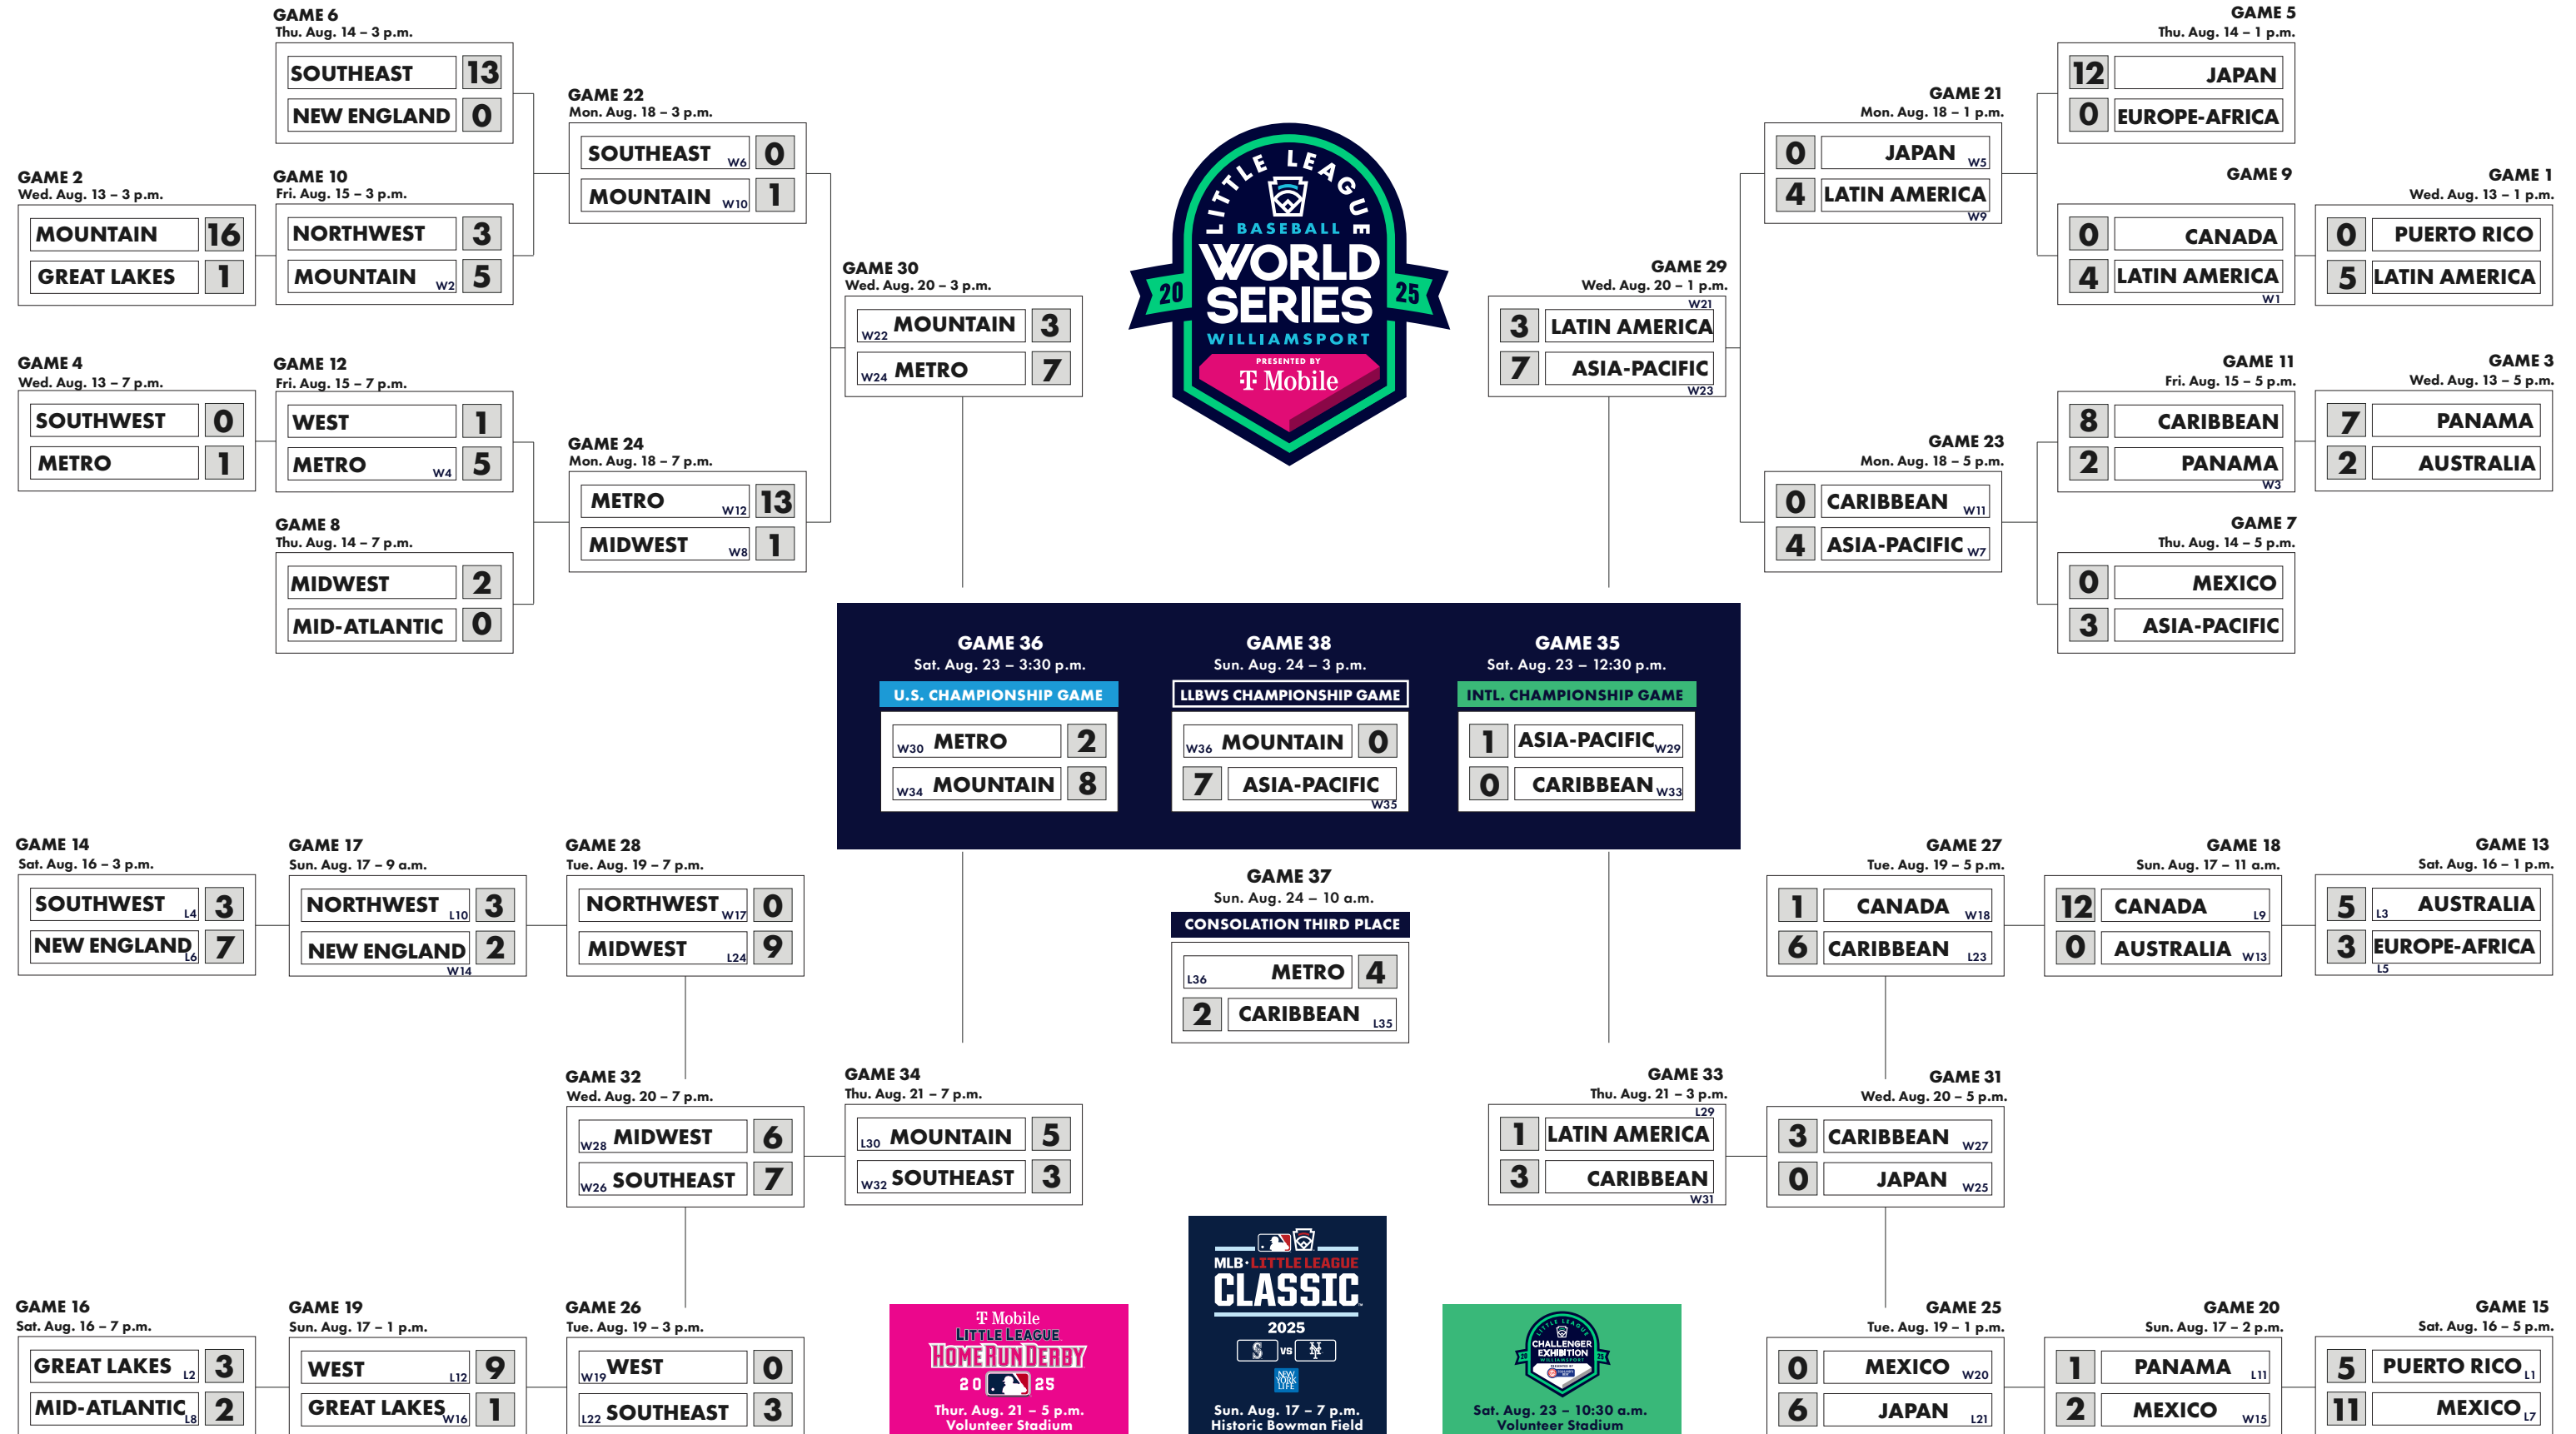 GAME 6
Thu. Aug. 14 – 3 p.m.
SOUTHEAST 13
NEW ENGLAND 0
GAME 2
Wed. Aug. 13 – 3 p.m.
MOUNTAIN 16
GREAT LAKES 1
GAME 10
Fri. Aug. 15 – 3 p.m.
NORTHWEST 3
MOUNTAIN W2 5
GAME 22
Mon. Aug. 18 – 3 p.m.
SOUTHEAST W6 0
MOUNTAIN W10 1
GAME 4
Wed. Aug. 13 – 7 p.m.
SOUTHWEST 0
METRO 1
GAME 12
Fri. Aug. 15 – 7 p.m.
WEST 1
METRO W4 5
GAME 8
Thu. Aug. 14 – 7 p.m.
MIDWEST 2
MID-ATLANTIC 0
GAME 24
Mon. Aug. 18 – 7 p.m.
METRO W12 13
MIDWEST W8 1
GAME 30
Wed. Aug. 20 – 3 p.m.
W22 MOUNTAIN 3
W24 METRO 7
LITTLE LEAGUE
BASEBALL
WORLD
SERIES
20 25
WILLIAMSPORT
PRESENTED BY
T Mobile
GAME 29
Wed. Aug. 20 – 1 p.m.
W21
3 LATIN AMERICA
7 ASIA-PACIFIC
W23
GAME 21
Mon. Aug. 18 – 1 p.m.
0 JAPAN W5
4 LATIN AMERICA
W9
GAME 5
Thu. Aug. 14 – 1 p.m.
12 JAPAN
0 EUROPE-AFRICA
GAME 9
0 CANADA
4 LATIN AMERICA
W1
GAME 1
Wed. Aug. 13 – 1 p.m.
0 PUERTO RICO
5 LATIN AMERICA
GAME 23
Mon. Aug. 18 – 5 p.m.
0 CARIBBEAN W11
4 ASIA-PACIFIC W7
GAME 11
Fri. Aug. 15 – 5 p.m.
8 CARIBBEAN
2 PANAMA
W3
GAME 3
Wed. Aug. 13 – 5 p.m.
7 PANAMA
2 AUSTRALIA
GAME 7
Thu. Aug. 14 – 5 p.m.
0 MEXICO
3 ASIA-PACIFIC
GAME 36
Sat. Aug. 23 – 3:30 p.m.
U.S. CHAMPIONSHIP GAME
W30 METRO 2
W34 MOUNTAIN 8
GAME 38
Sun. Aug. 24 – 3 p.m.
LLBWS CHAMPIONSHIP GAME
W36 MOUNTAIN 0
7 ASIA-PACIFIC
W35
GAME 35
Sat. Aug. 23 – 12:30 p.m.
INTL. CHAMPIONSHIP GAME
1 ASIA-PACIFIC W29
0 CARIBBEAN W33
GAME 14
Sat. Aug. 16 – 3 p.m.
SOUTHWEST L4 3
NEW ENGLAND L6 7
GAME 17
Sun. Aug. 17 – 9 a.m.
NORTHWEST L10 3
NEW ENGLAND 2
W14
GAME 28
Tue. Aug. 19 – 7 p.m.
NORTHWEST W17 0
MIDWEST L24 9
GAME 37
Sun. Aug. 24 – 10 a.m.
CONSOLATION THIRD PLACE
L36 METRO 4
2 CARIBBEAN L35
GAME 27
Tue. Aug. 19 – 5 p.m.
1 CANADA W18
6 CARIBBEAN L23
GAME 18
Sun. Aug. 17 – 11 a.m.
12 CANADA L9
0 AUSTRALIA W13
GAME 13
Sat. Aug. 16 – 1 p.m.
5 L3 AUSTRALIA
3 EUROPE-AFRICA
L5
GAME 32
Wed. Aug. 20 – 7 p.m.
W28 MIDWEST 6
W26 SOUTHEAST 7
GAME 34
Thu. Aug. 21 – 7 p.m.
L30 MOUNTAIN 5
W32 SOUTHEAST 3
GAME 33
Thu. Aug. 21 – 3 p.m.
L29
1 LATIN AMERICA
3 CARIBBEAN
W31
GAME 31
Wed. Aug. 20 – 5 p.m.
3 CARIBBEAN W27
0 JAPAN W25
GAME 16
Sat. Aug. 16 – 7 p.m.
GREAT LAKES L2 3
MID-ATLANTIC L8 2
GAME 19
Sun. Aug. 17 – 1 p.m.
WEST L12 9
GREAT LAKES W16 1
GAME 26
Tue. Aug. 19 – 3 p.m.
W19 WEST 0
L22 SOUTHEAST 3
T Mobile
LITTLE LEAGUE
HOME RUN DERBY
20 25
Thur. Aug. 21 – 5 p.m.
Volunteer Stadium
MLB · LITTLE LEAGUE
CLASSIC
2025
S vs NY
NEW
YORK
LIFE
Sun. Aug. 17 – 7 p.m.
Historic Bowman Field
LITTLE LEAGUE
CHALLENGER
EXHIBITION
20 25
WILLIAMSPORT
Sat. Aug. 23 – 10:30 a.m.
Volunteer Stadium
GAME 25
Tue. Aug. 19 – 1 p.m.
0 MEXICO W20
6 JAPAN L21
GAME 20
Sun. Aug. 17 – 2 p.m.
1 PANAMA L11
2 MEXICO W15
GAME 15
Sat. Aug. 16 – 5 p.m.
5 PUERTO RICO L1
11 MEXICO L7